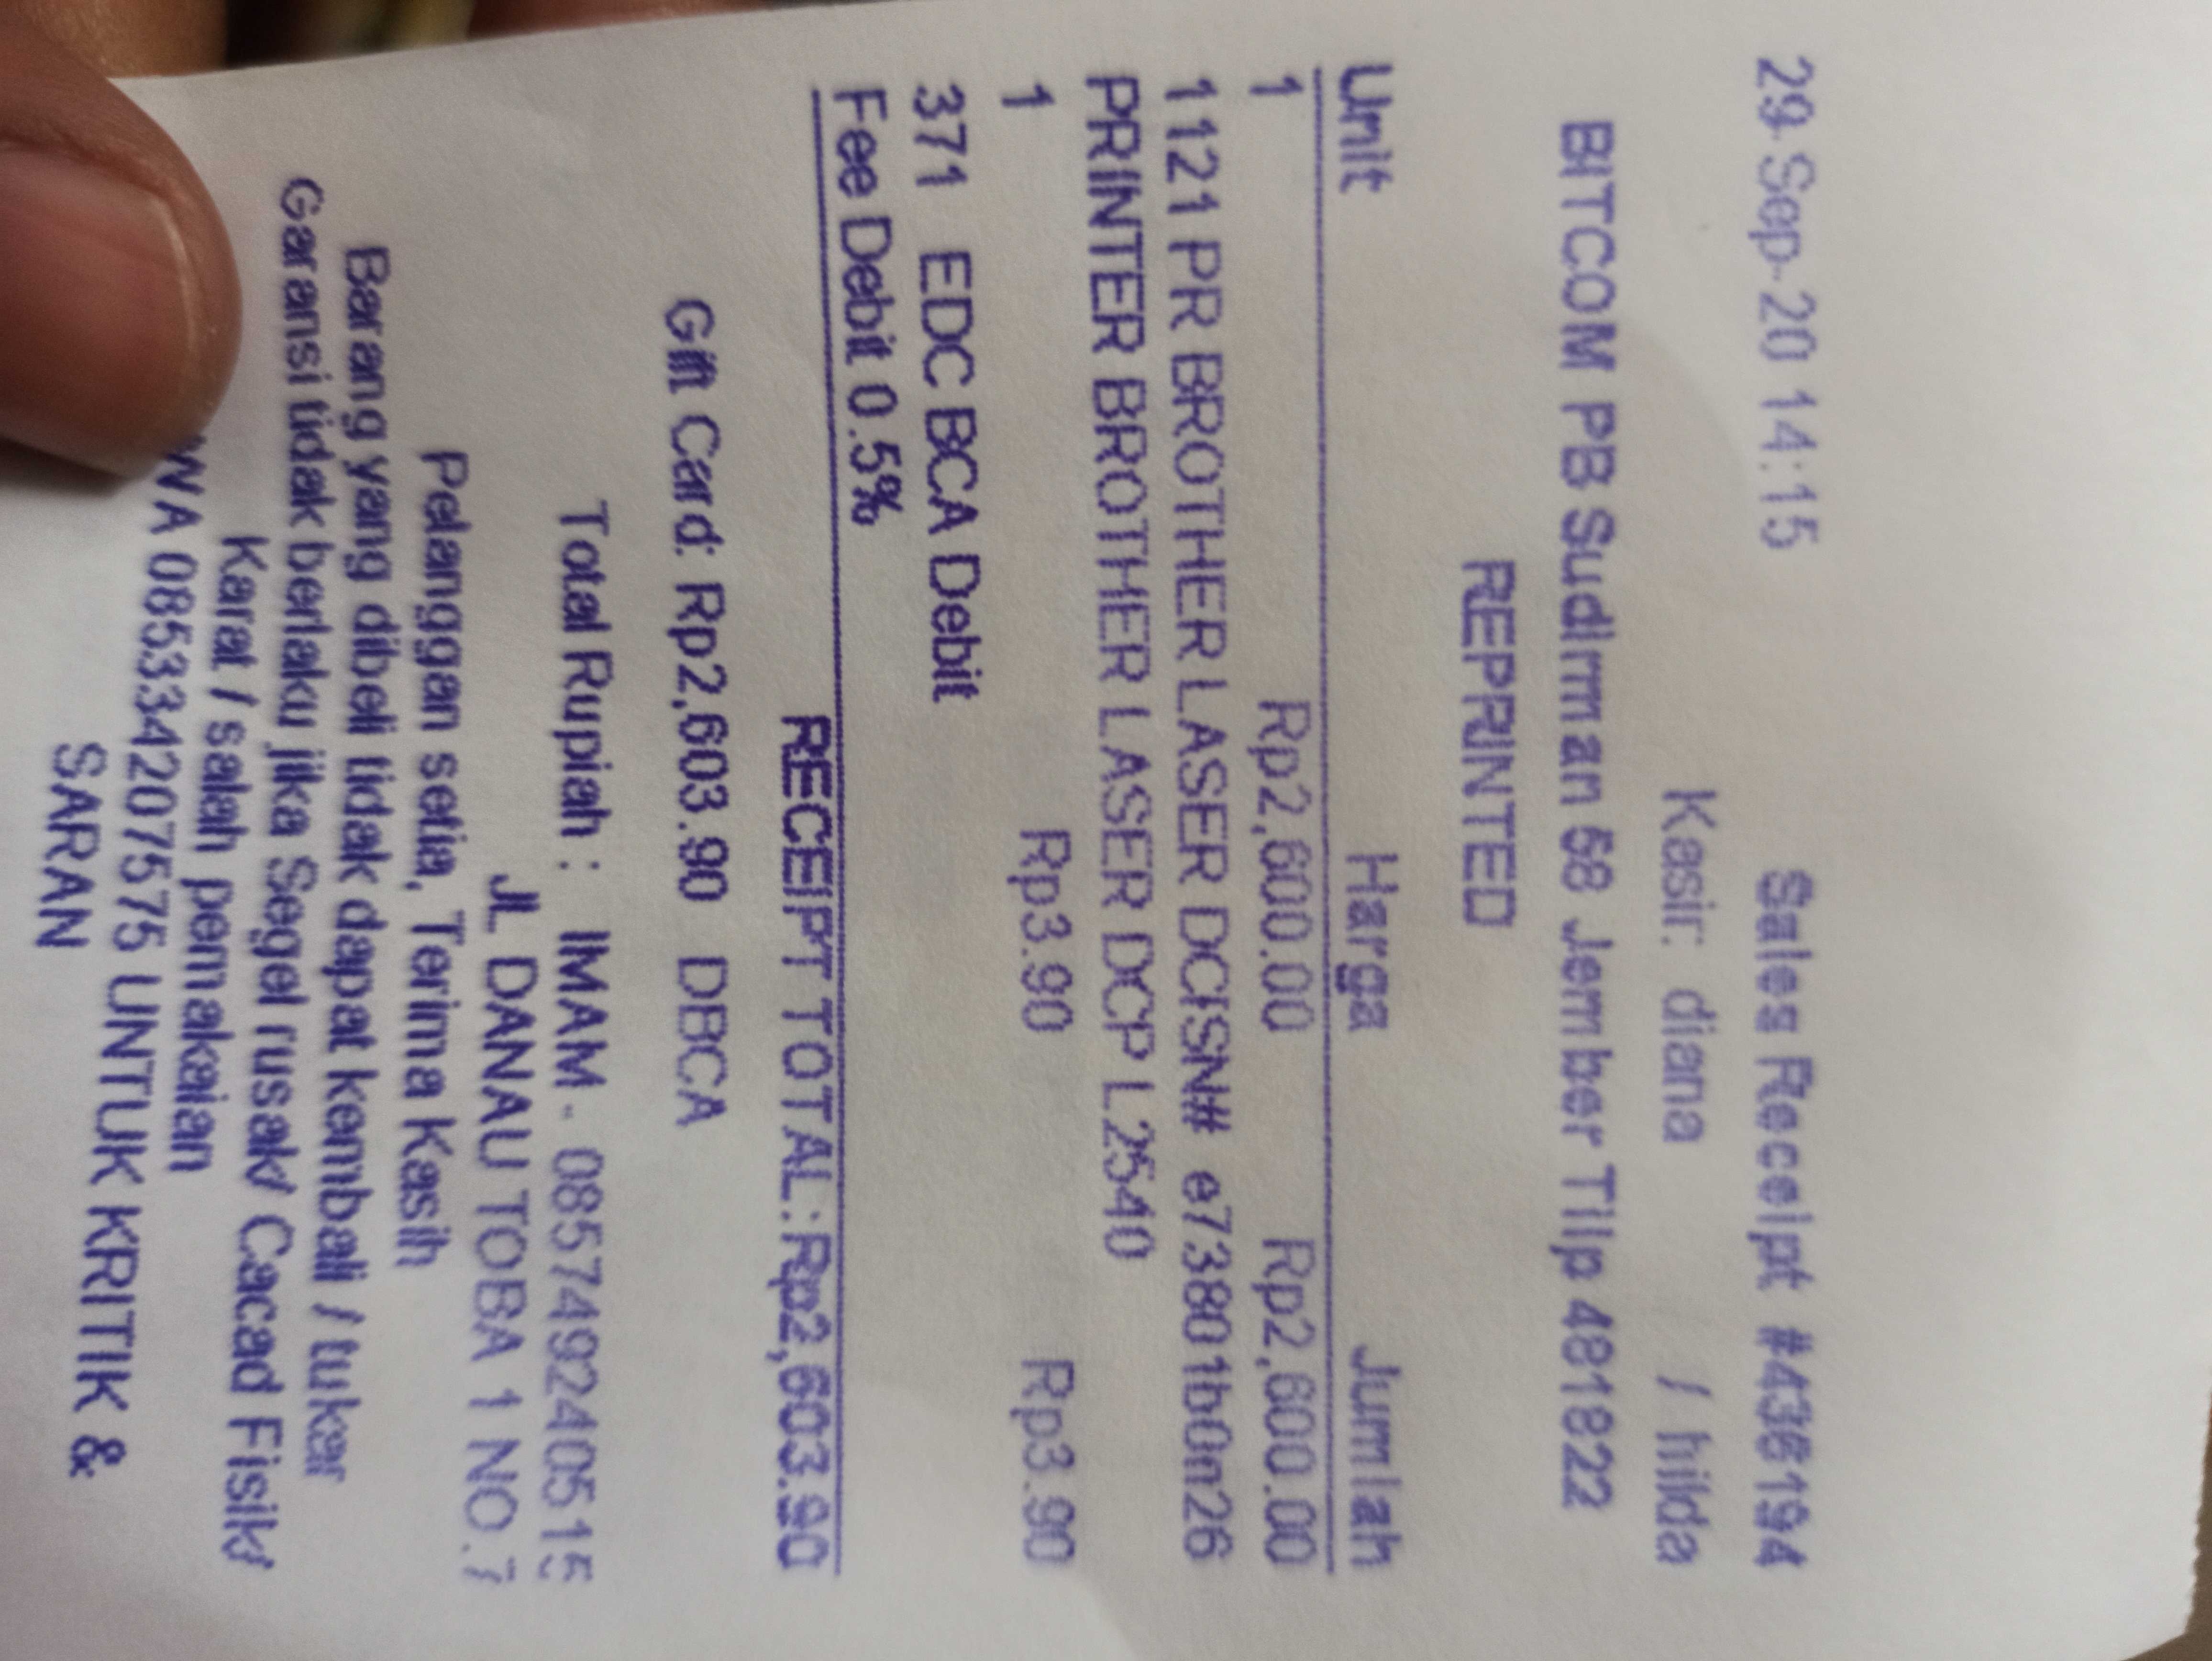 29-Sep-20 14:15 Sales Receipt #436194
Kasir: diana / hilda
BITCOM PB Sudirman 58 Jember Tilp 481822
REPRINTED
Unit Harga Jumlah
1 Rp2,600.00 Rp2,600.00
1121 PR BROTHER LASER DCISN# e73801b0n26
PRINTER BROTHER LASER DCP L2540
1 Rp3.90 Rp3.90
371 EDC BCA Debit
Fee Debit 0.5%
RECEIPT TOTAL: Rp2,603.90
Gift Card: Rp2,603.90 DBCA
Total Rupiah : IMAM -
JL DANAU TOBA 1 NO.
Pelanggan setia, Terima Kasih
Barang yang dibeli tidak dapat kembali / tukar
Garansi tidak berlaku jika Segel rusak/ Cacad Fisik/
Karat / salah pemakaian
WA 085334207575 UNTUK KRITIK &
SARAN